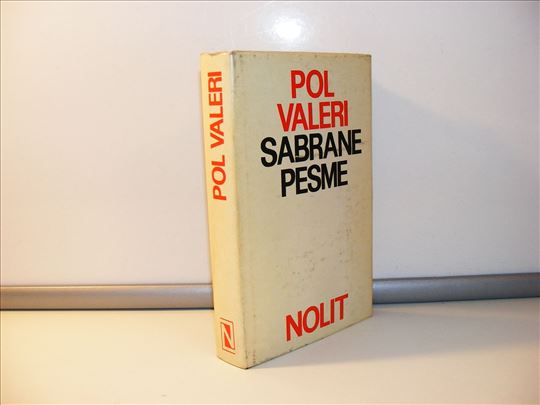 POL VALERI
N
POL
VALERI
SABRANE
PESME
NOLIT